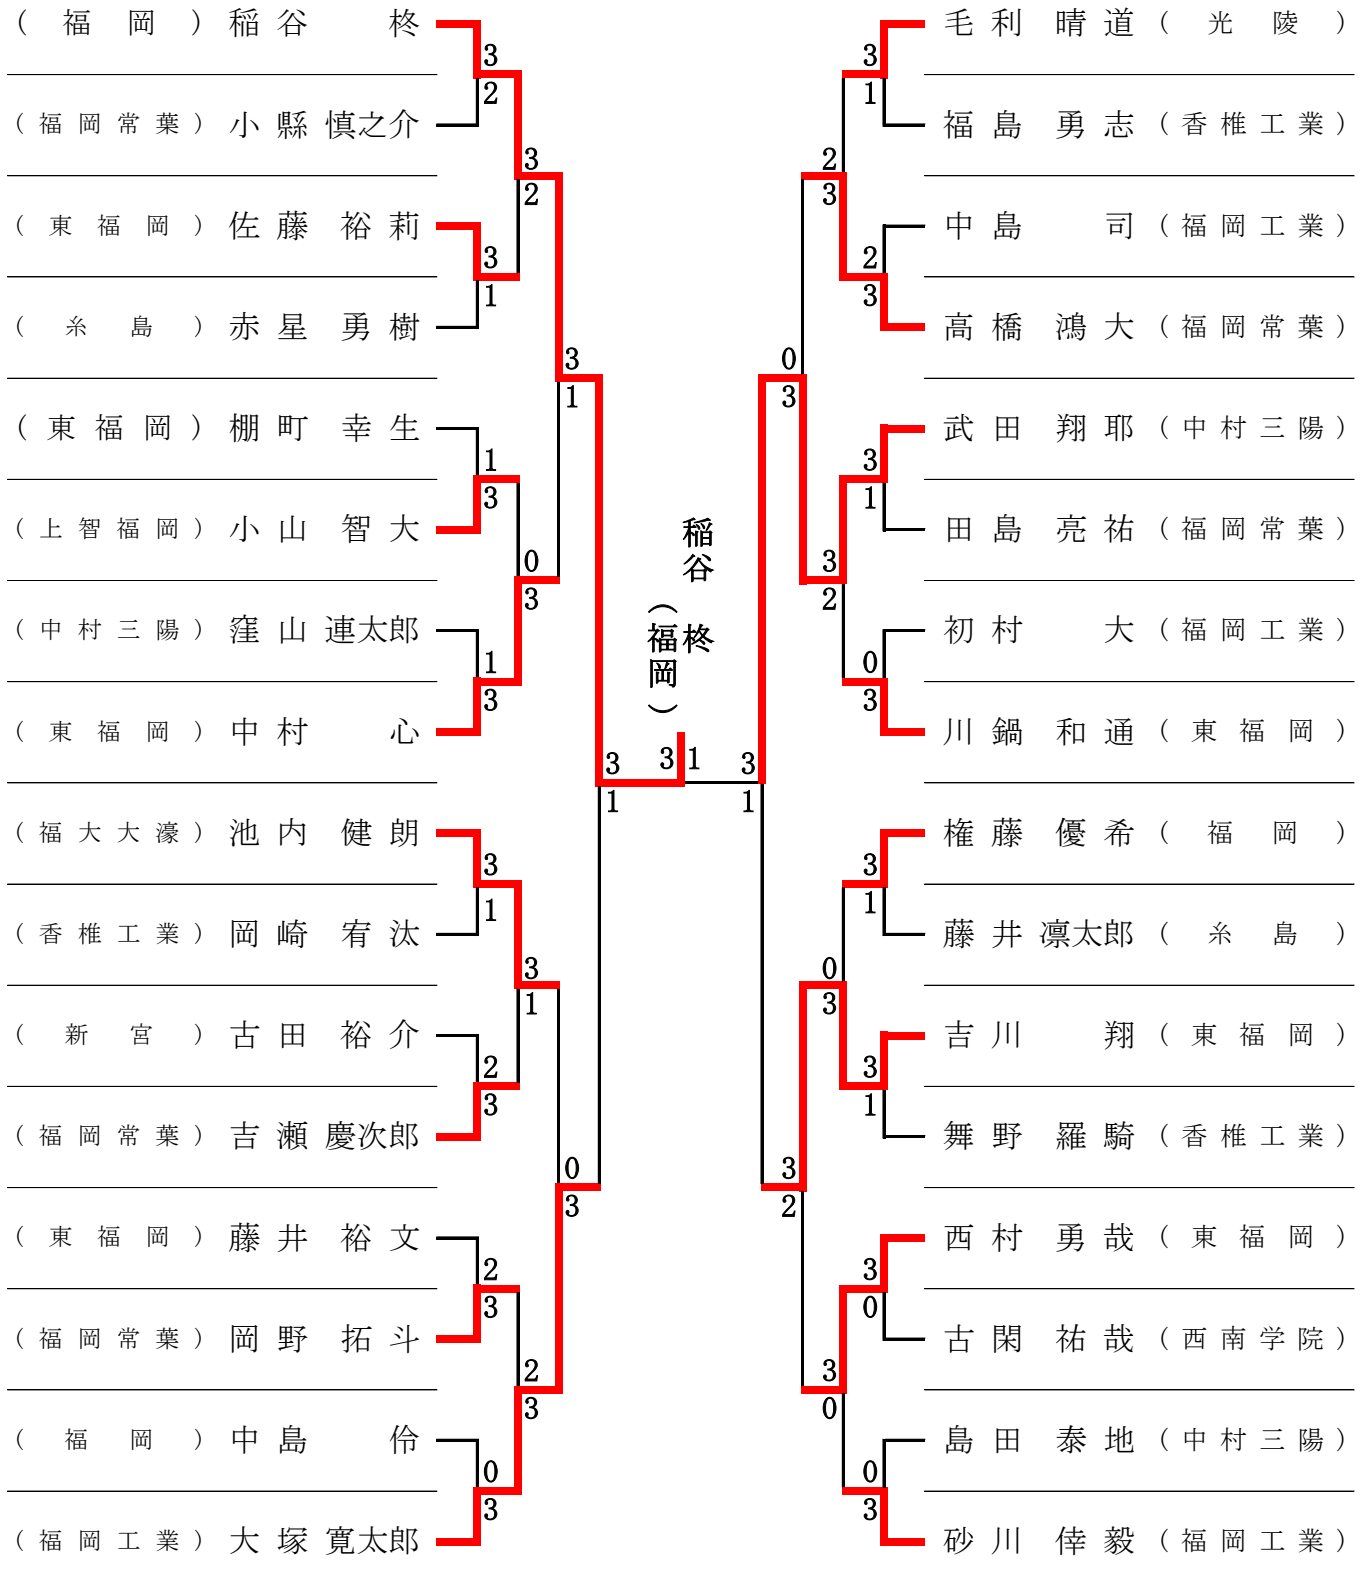 (福岡) 稲谷 柊
3
2
(福岡常葉) 小縣 慎之介
3
2
(東福岡) 佐藤 裕莉
3
1
(糸島) 赤星 勇樹
3
1
(東福岡) 棚町 幸生
1
3
(上智福岡) 小山 智大
0
3
(中村三陽) 窪山 連太郎
1
3
(東福岡) 中村 心
3
1
(福大大濠) 池内 健朗
3
1
(香椎工業) 岡崎 宥汰
3
1
(新宮) 古田 裕介
2
3
(福岡常葉) 吉瀬 慶次郎
0
3
(東福岡) 藤井 裕文
2
3
(福岡常葉) 岡野 拓斗
2
3
(福岡) 中島 伶
0
3
(福岡工業) 大塚 寛太郎
稲谷 柊
(福岡)
3 1
毛利 晴道 (光陵)
3
1
福島 勇志 (香椎工業)
2
3
中島 司 (福岡工業)
2
3
高橋 鴻大 (福岡常葉)
0
3
武田 翔耶 (中村三陽)
3
1
田島 亮祐 (福岡常葉)
3
2
初村 大 (福岡工業)
0
3
川鍋 和通 (東福岡)
3
1
権藤 優希 (福岡)
3
1
藤井 凛太郎 (糸島)
0
3
吉川 翔 (東福岡)
3
1
舞野 羅騎 (香椎工業)
3
2
西村 勇哉 (東福岡)
3
0
古閑 祐哉 (西南学院)
3
0
島田 泰地 (中村三陽)
0
3
砂川 倖毅 (福岡工業)